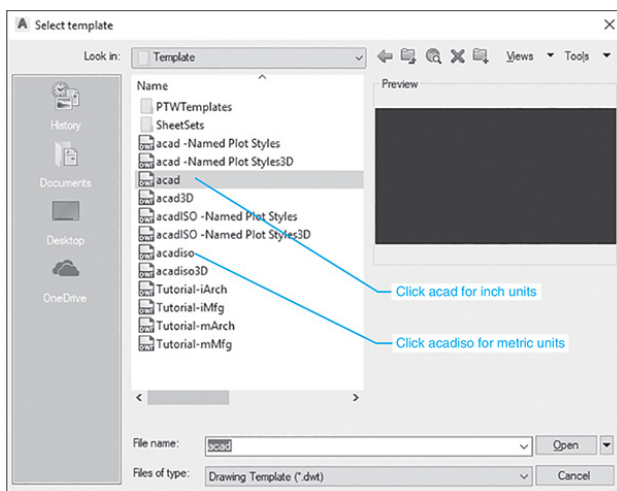 Select template
Look in:
Template
Views
Tools
History
Documents
Desktop
OneDrive
Name
PTWTemplates
SheetSets
acad -Named Plot Styles
acad -Named Plot Styles3D
acad
acad3D
acadISO -Named Plot Styles
acadISO -Named Plot Styles3D
acadiso
acadiso3D
Tutorial-iArch
Tutorial-iMfg
Tutorial-mArch
Tutorial-mMfg
Preview
Click acad for inch units
Click acadiso for metric units
File name:
acad
Open
Files of type:
Drawing Template (*.dwt)
Cancel